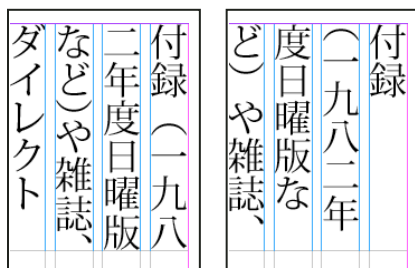 付録（一九八
二年度日曜版
など）や雑誌、
ダイレクト
付録
（一九八二年
度日曜版な
ど）や雑誌、